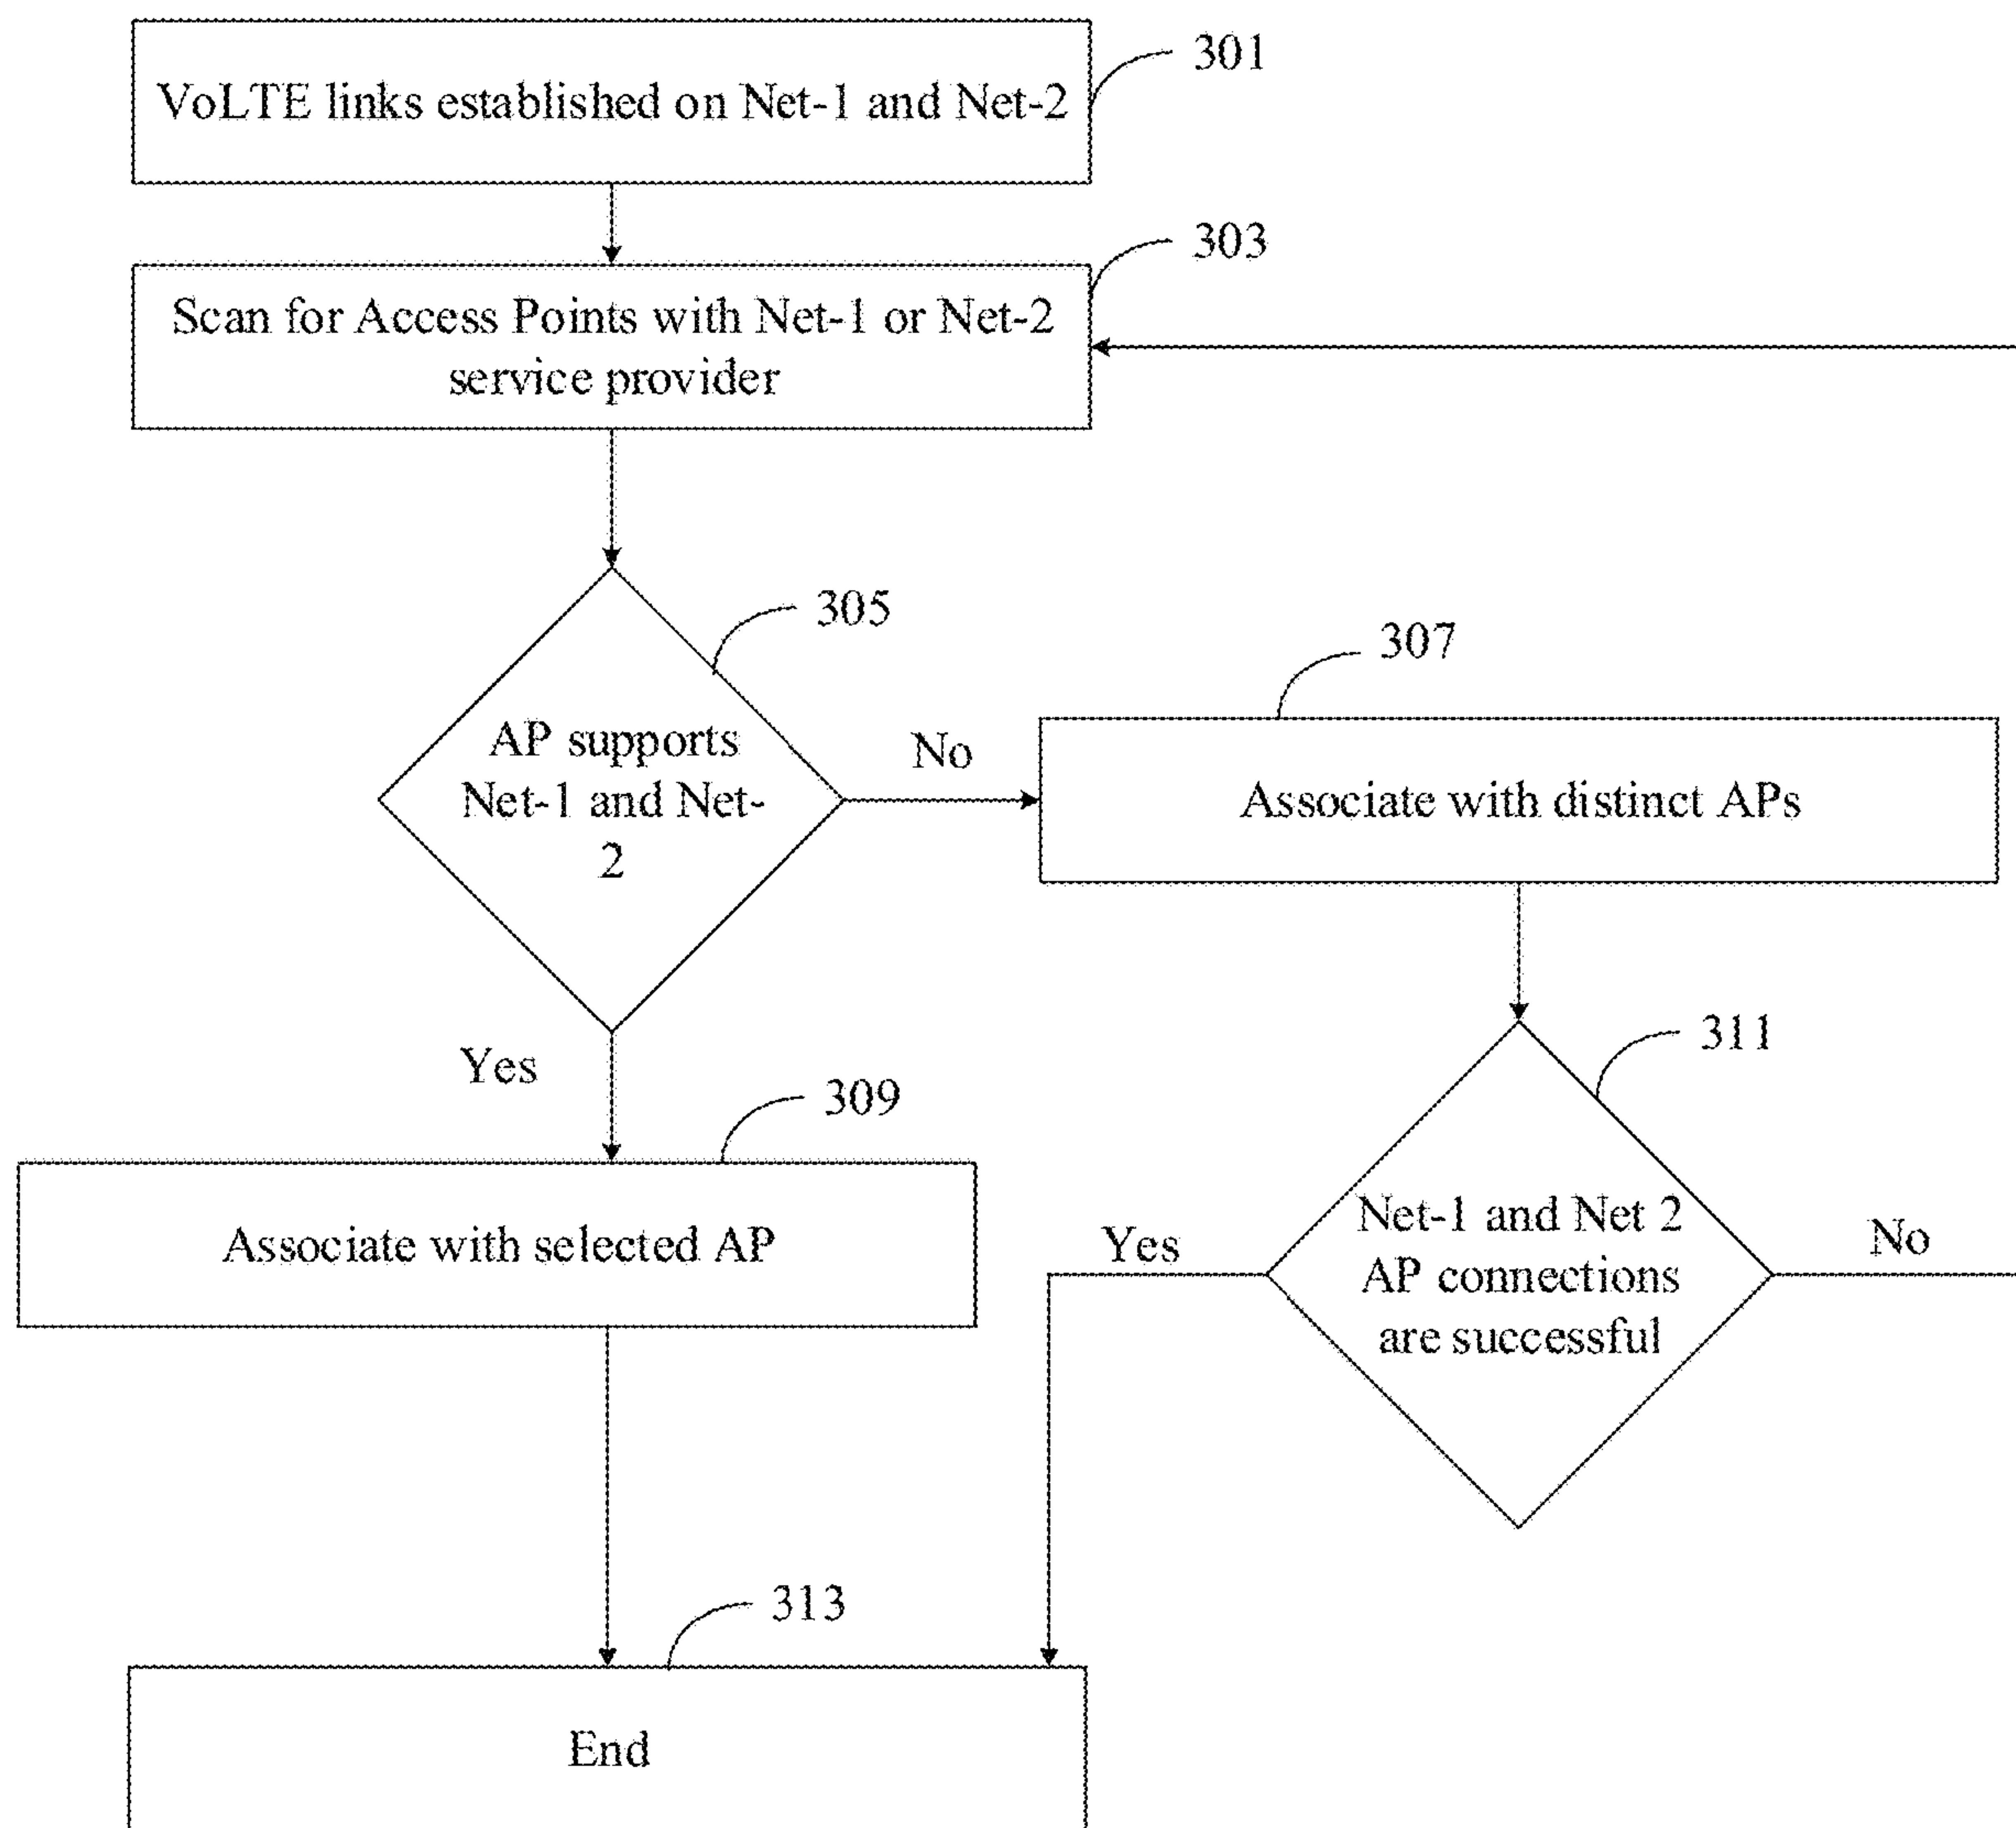 VoLTE links established on Net-1 and Net-2
301
303
Scan for Access Points with Net-1 or Net-2
service provider
305
AP supports
Net-1 and Net-
2
No
307
Associate with distinct APs
Yes
309
Associate with selected AP
311
Net-1 and Net 2
AP connections
are successful
Yes
No
313
End